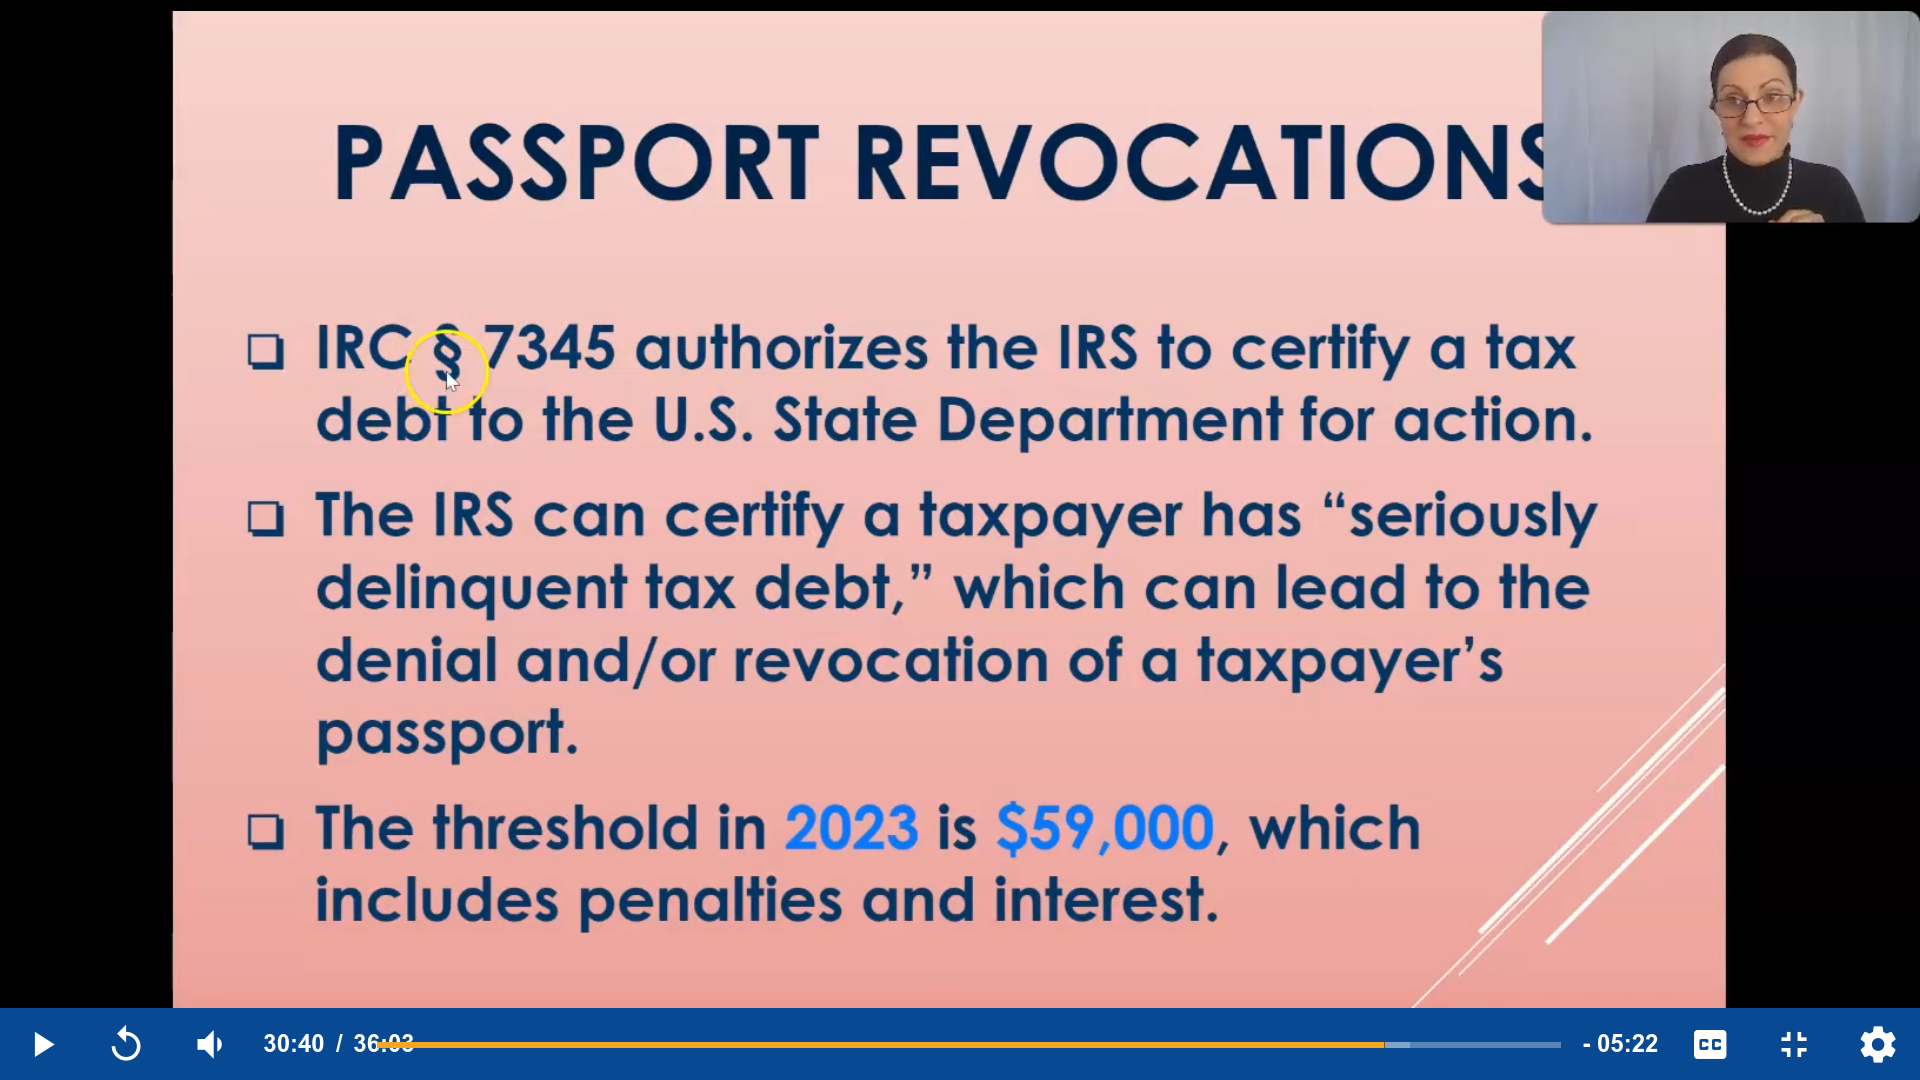 PASSPORT REVOCATIONS
IRC § 7345 authorizes the IRS to certify a tax
debt to the U.S. State Department for action.
The IRS can certify a taxpayer has “seriously
delinquent tax debt,” which can lead to the
denial and/or revocation of a taxpayer’s
passport.
The threshold in 2023 is $59,000, which
includes penalties and interest.
30:40 / 36:03
- 05:22
CC